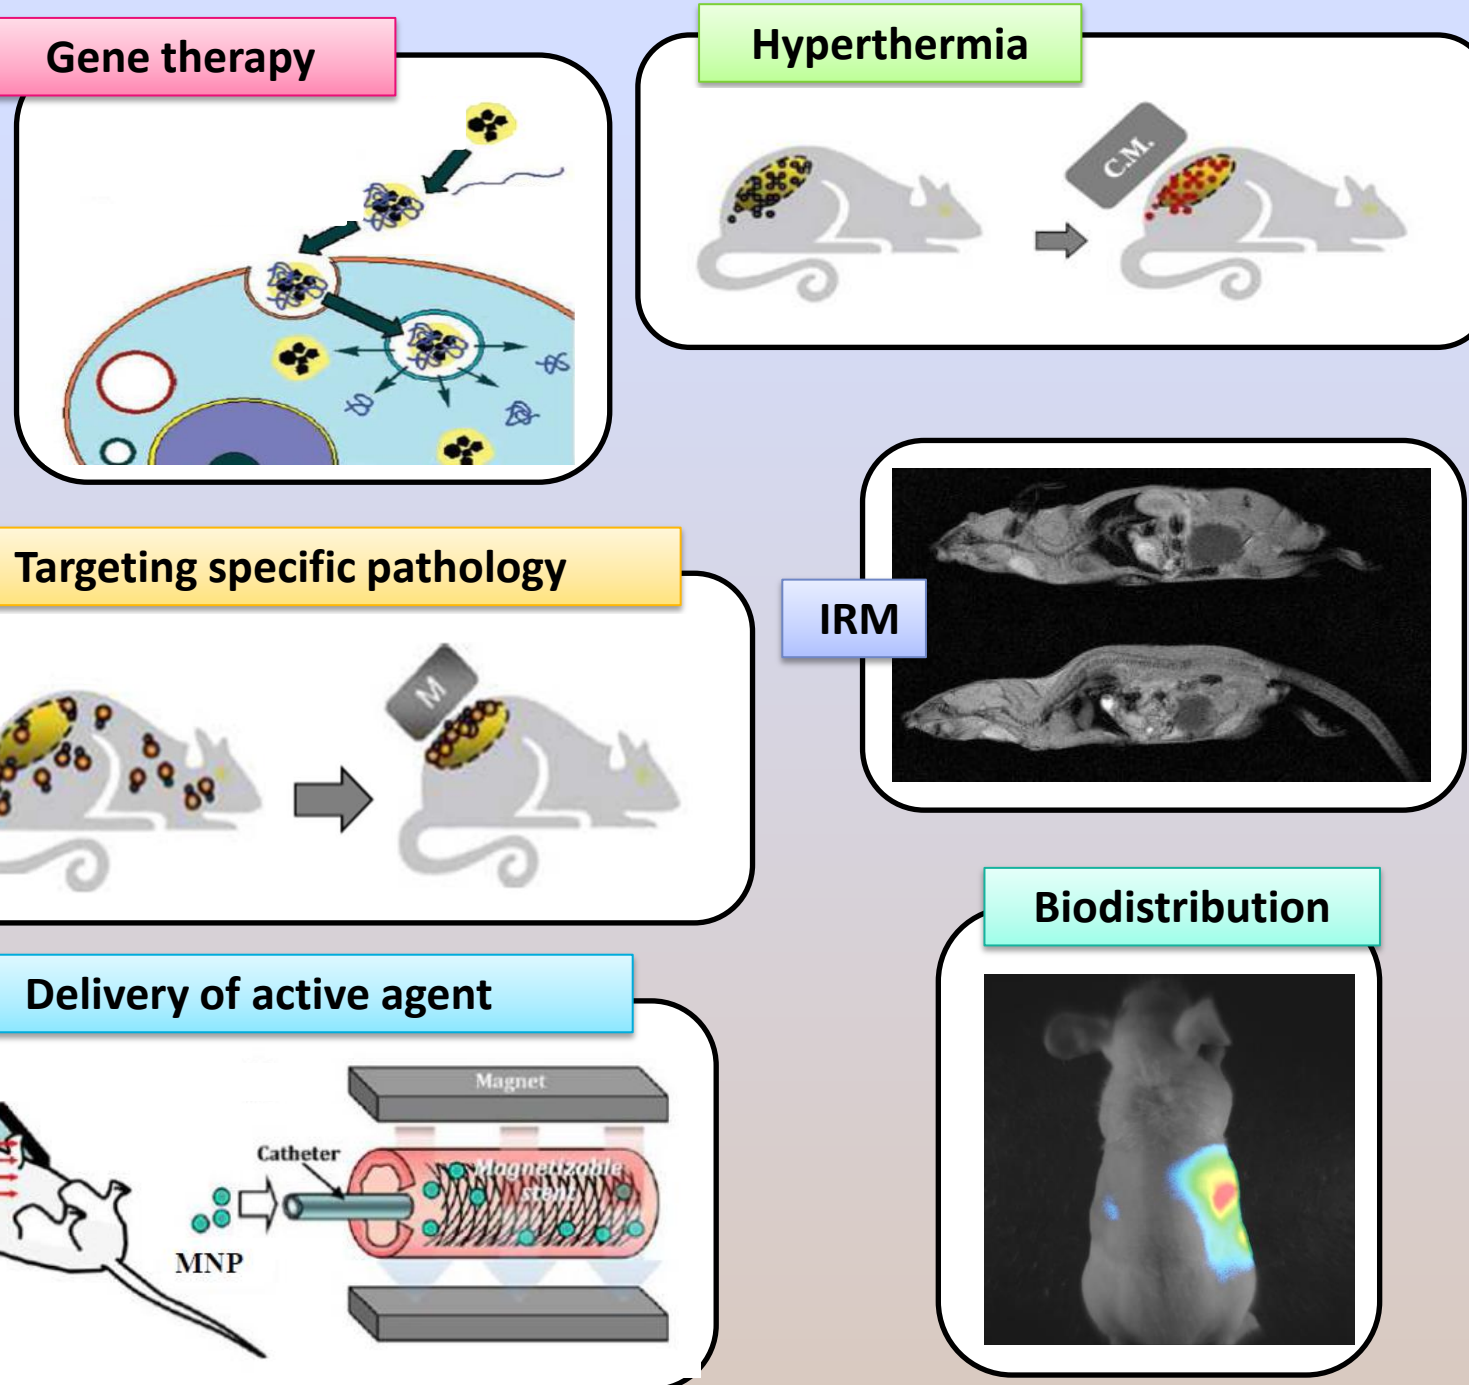 Gene therapy
Hyperthermia
C.M.
Targeting specific pathology
M
IRM
Biodistribution
Delivery of active agent
Magnet
Catheter
Magnetizable
stent
MNP